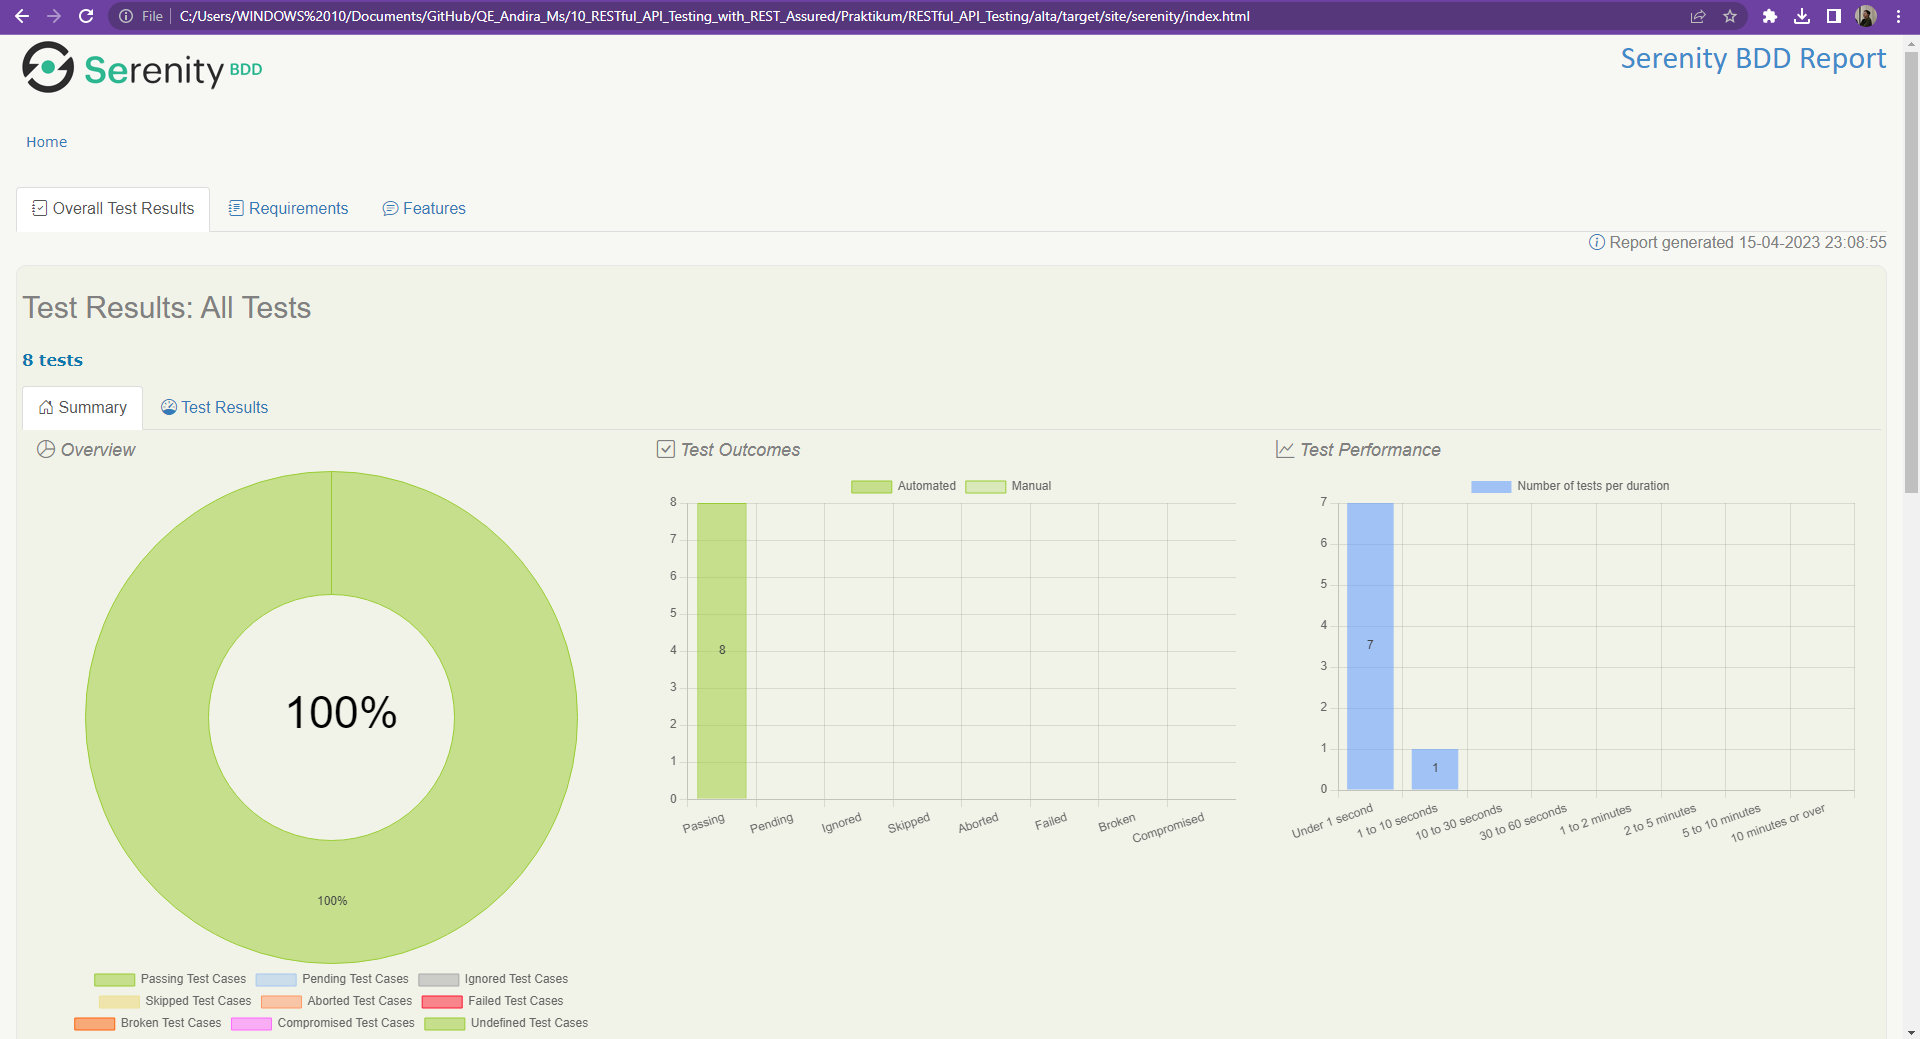 File C:/Users/WINDOWS%2010/Documents/GitHub/QE_Andira_Ms/10_RESTful_API_Testing_with_REST_Assured/Praktikum/RESTful_API_Testing/alta/target/site/serenity/index.html
Serenity BDD
Serenity BDD Report
Home
Overall Test Results Requirements Features
Report generated 15-04-2023 23:08:55
Test Results: All Tests
8 tests
Summary Test Results
Overview
100%
100%
Passing Test Cases Pending Test Cases Ignored Test Cases
Skipped Test Cases Aborted Test Cases Failed Test Cases
Broken Test Cases Compromised Test Cases Undefined Test Cases
Test Outcomes
Automated Manual
8
7
6
5
4
3
2
1
0
8
Passing Pending Ignored Skipped Aborted Failed Broken Compromised
Test Performance
Number of tests per duration
7
6
5
4
3
2
1
0
7
1
Under 1 second 1 to 10 seconds 10 to 30 seconds 30 to 60 seconds 1 to 2 minutes 2 to 5 minutes 5 to 10 minutes 10 minutes or over